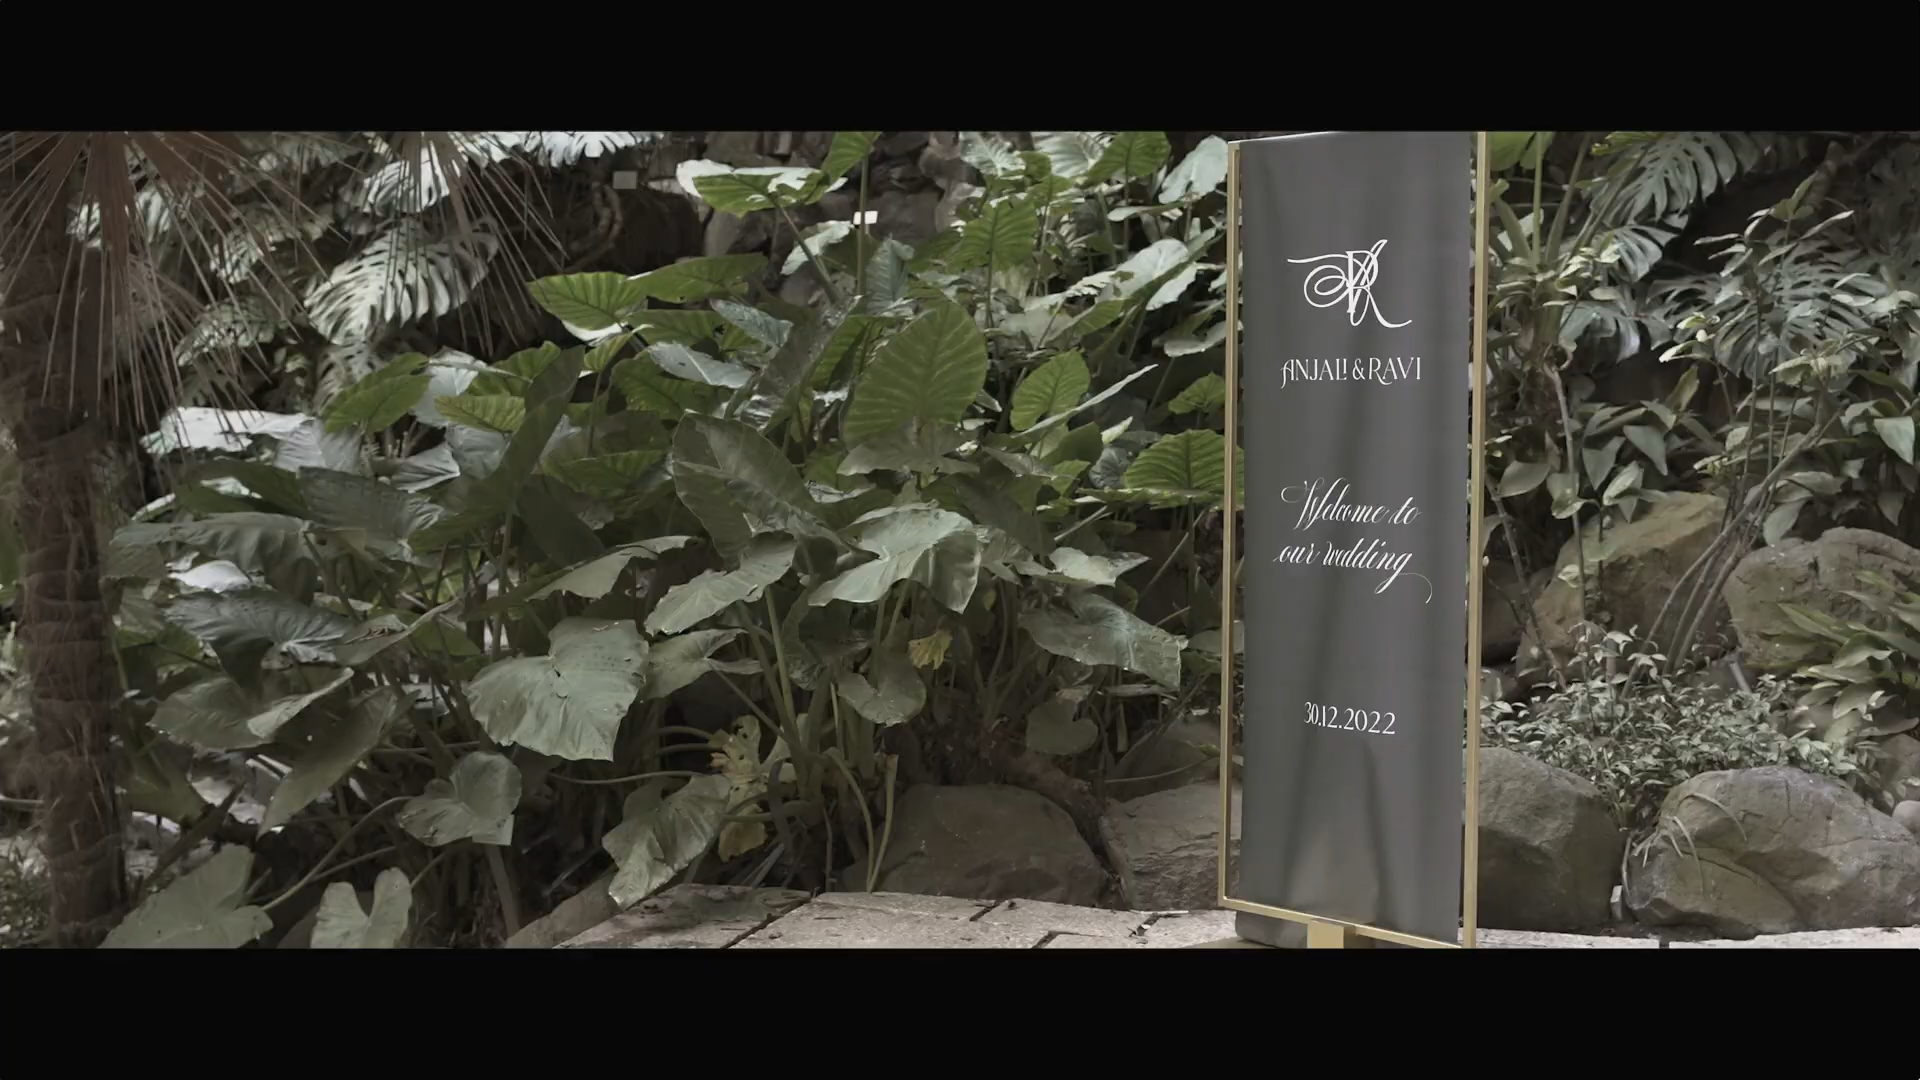 AR
ANJALI & RAVI
Welcome to
our wedding
30.12.2022